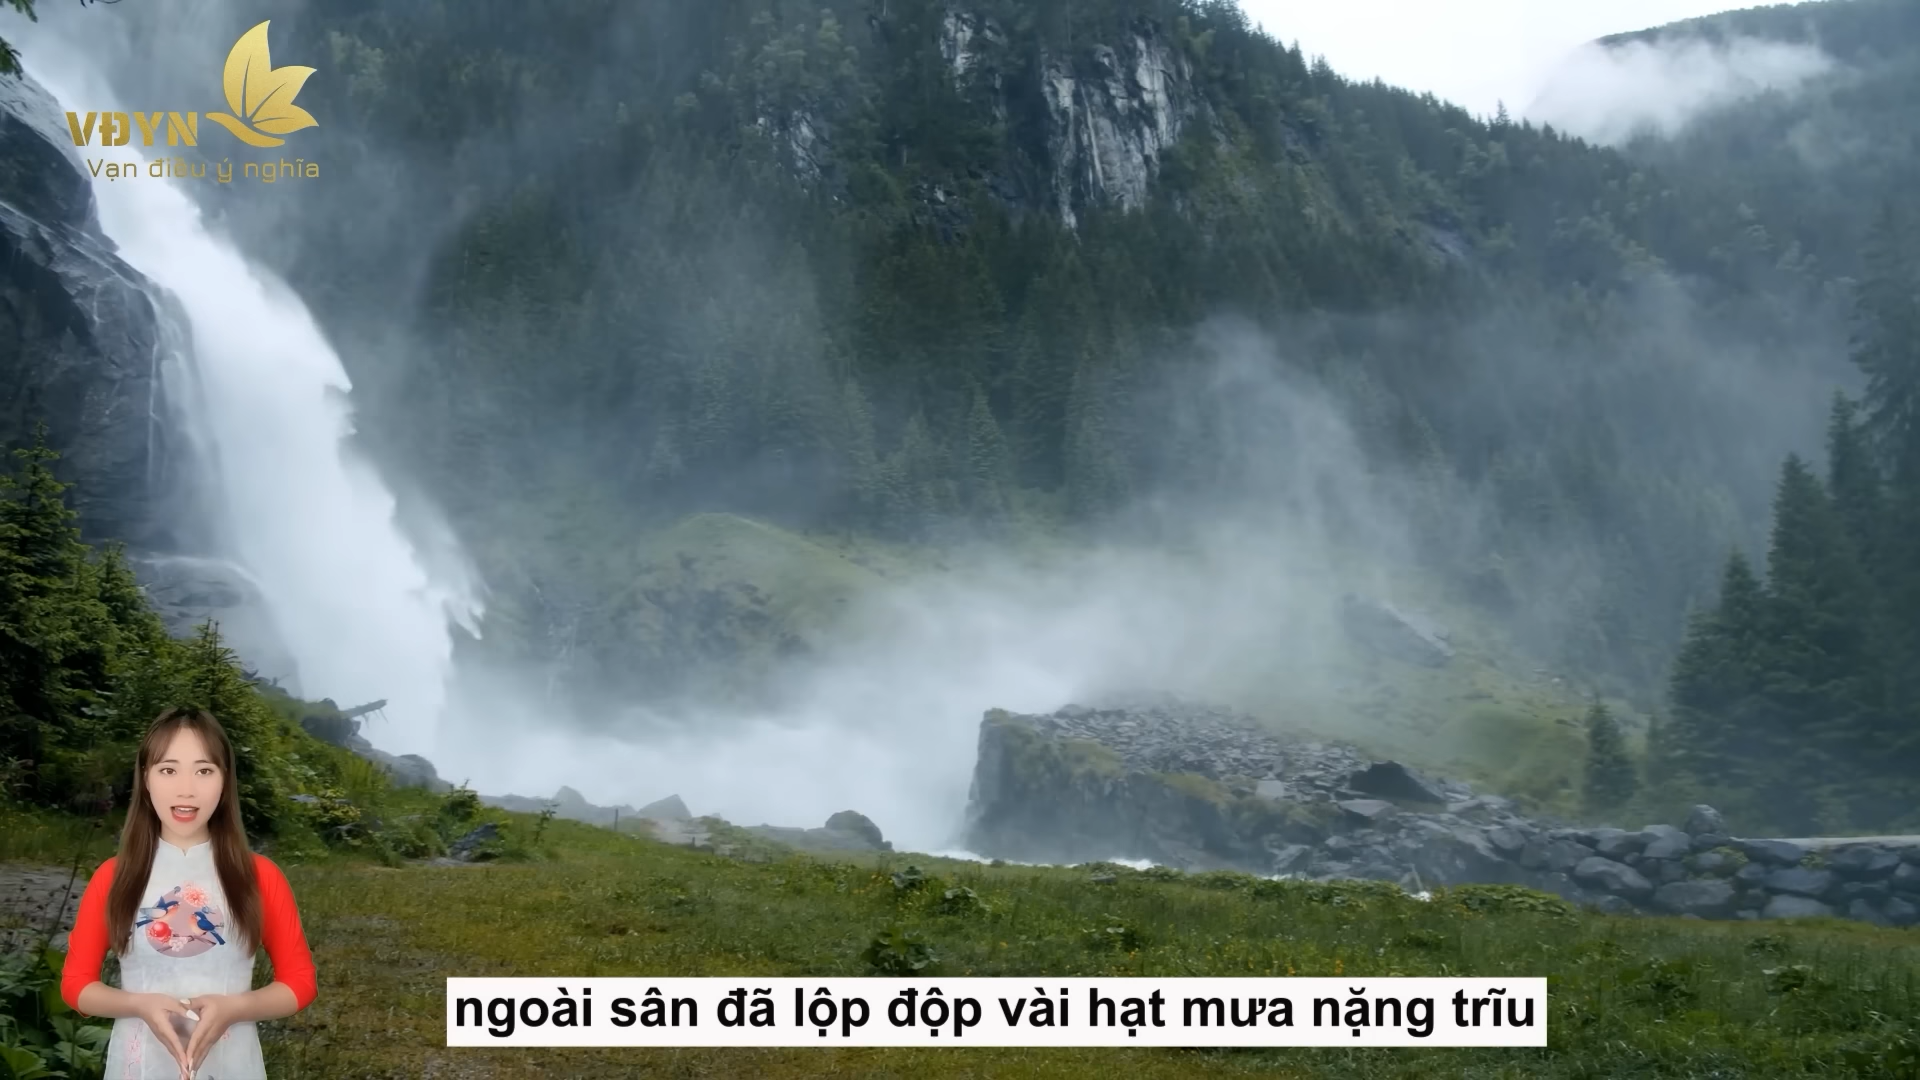 VĐYN
Vạn điều ý nghĩa
ngoài sân đã lộp độp vài hạt mưa nặng trĩu